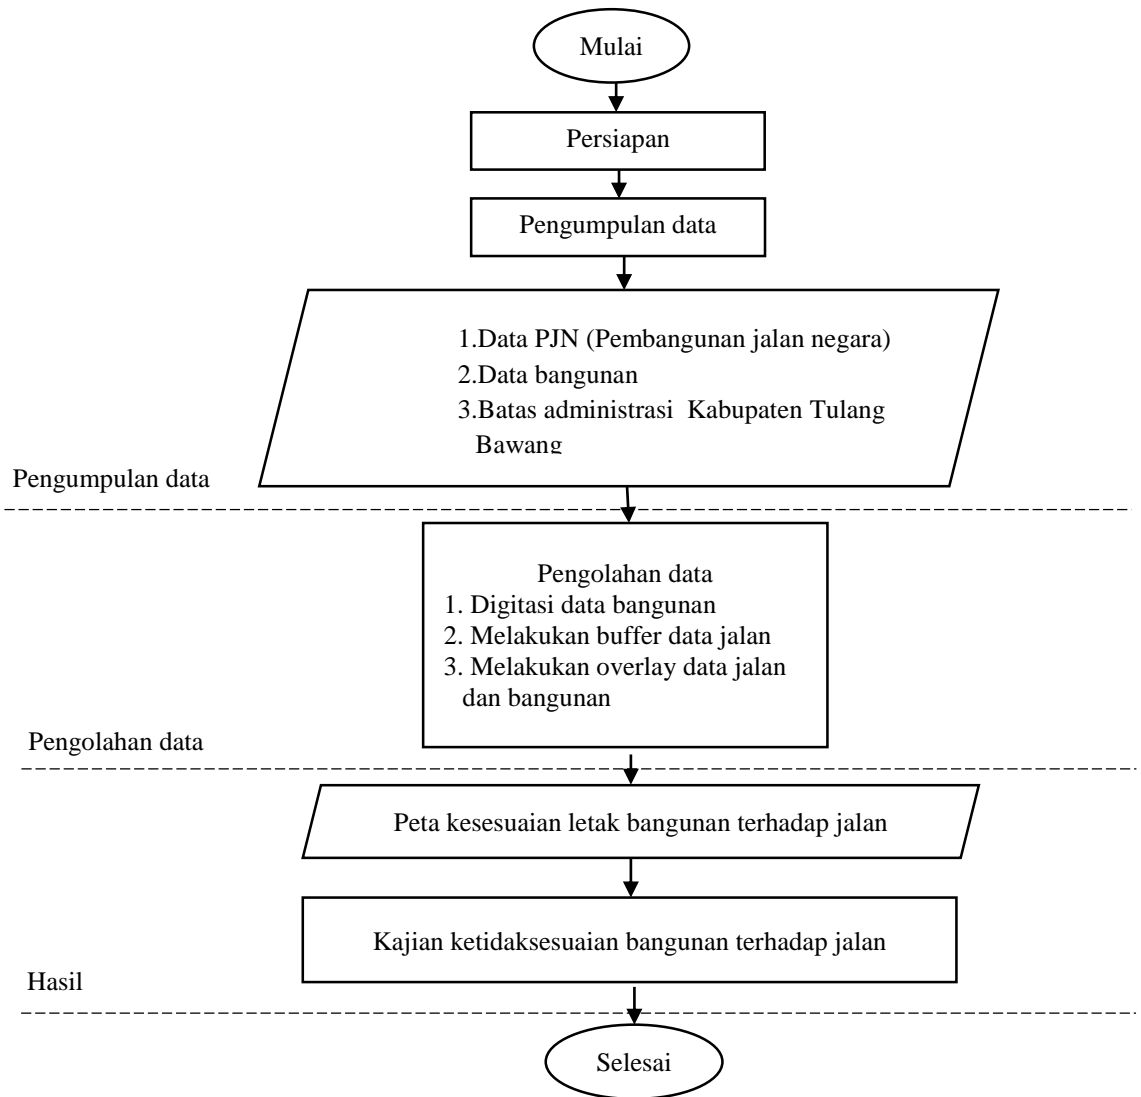 Mulai
Persiapan
Pengumpulan data
1.Data PJN (Pembangunan jalan negara)
2.Data bangunan
3.Batas administrasi  Kabupaten Tulang
Bawang
Pengumpulan data
Pengolahan data
1. Digitasi data bangunan
2. Melakukan buffer data jalan
3. Melakukan overlay data jalan
dan bangunan
Pengolahan data
Peta kesesuaian letak bangunan terhadap jalan
Kajian ketidaksesuaian bangunan terhadap jalan
Hasil
Selesai